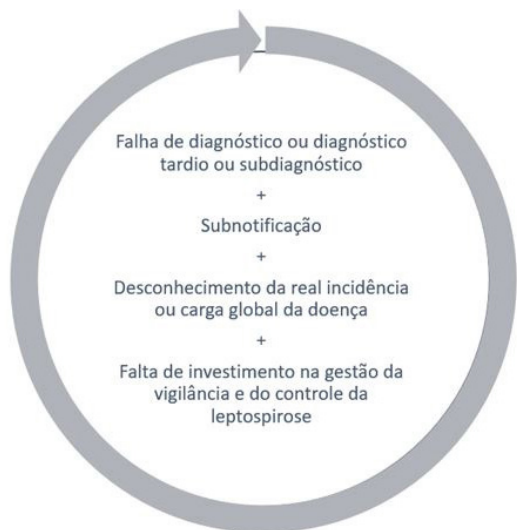 Falha de diagnóstico ou diagnóstico
tardio ou subdiagnóstico
+
Subnotificação
+
Desconhecimento da real incidência
ou carga global da doença
+
Falta de investimento na gestão da
vigilância e do controle da
leptospirose